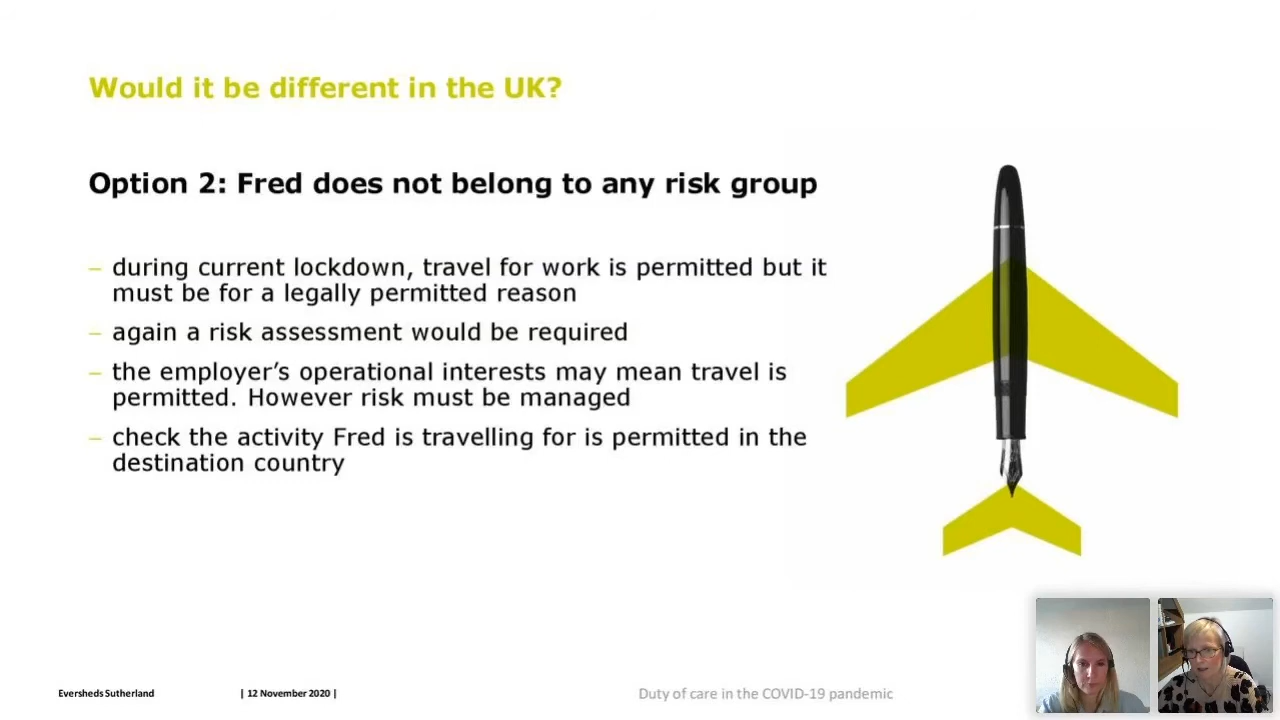 Would it be different in the UK?
Option 2: Fred does not belong to any risk group
– during current lockdown, travel for work is permitted but it
must be for a legally permitted reason
– again a risk assessment would be required
– the employer’s operational interests may mean travel is
permitted. However risk must be managed
– check the activity Fred is travelling for is permitted in the
destination country
Eversheds Sutherland
| 12 November 2020 |
Duty of care in the COVID-19 pandemic